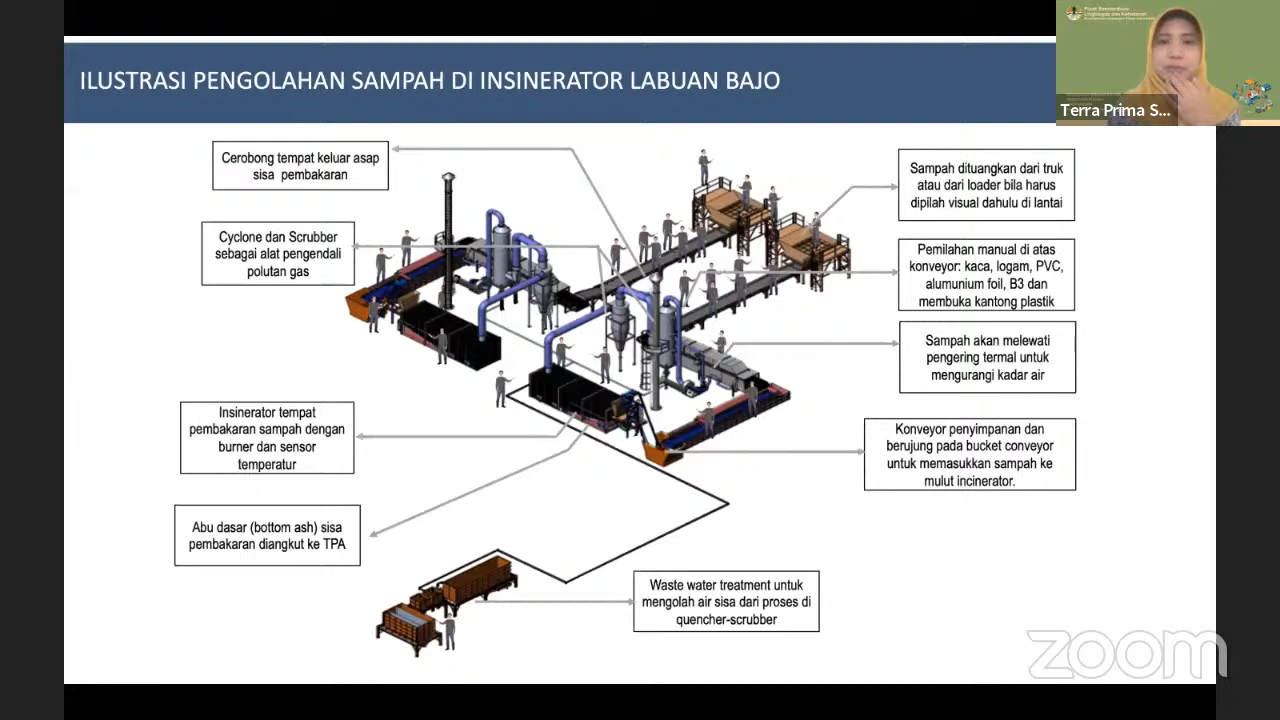 Pusat Standardisasi
Lingkungan dan Kehutanan
Terra Prima S...
ILUSTRASI PENGOLAHAN SAMPAH DI INSINERATOR LABUAN BAJO
Cerobong tempat keluar asap
sisa pembakaran
Cyclone dan Scrubber
sebagai alat pengendali
polutan gas
Insinerator tempat
pembakaran sampah dengan
burner dan sensor
temperatur
Abu dasar (bottom ash) sisa
pembakaran diangkut ke TPA
Sampah dituangkan dari truk
atau dari loader bila harus
dipilah visual dahulu di lantai
Pemilahan manual di atas
konveyor: kaca, logam, PVC,
alumunium foil, B3 dan
membuka kantong plastik
Sampah akan melewati
pengering termal untuk
mengurangi kadar air
Konveyor penyimpanan dan
berujung pada bucket conveyor
untuk memasukkan sampah ke
mulut incinerator.
Waste water treatment untuk
mengolah air sisa dari proses di
quencher-scrubber
zoom